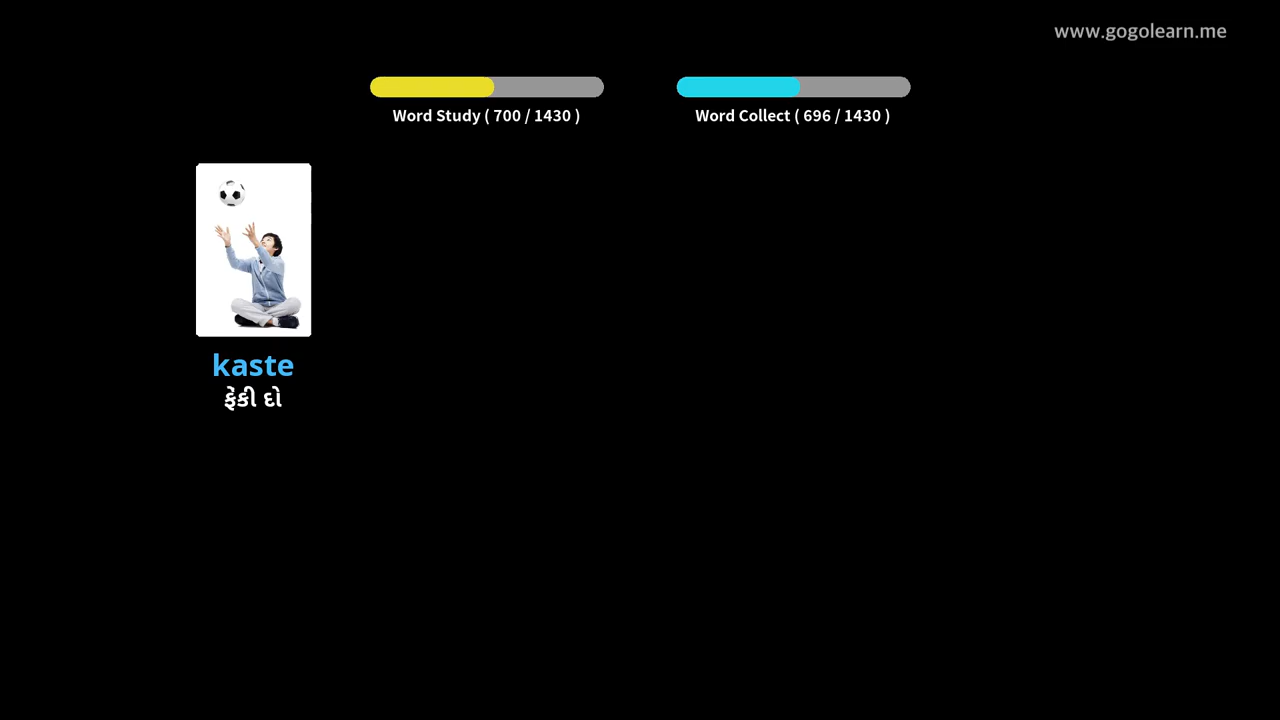 www.gogolearn.me
Word Study ( 700 / 1430 )
Word Collect ( 696 / 1430 )
kaste
ફેંકી દો